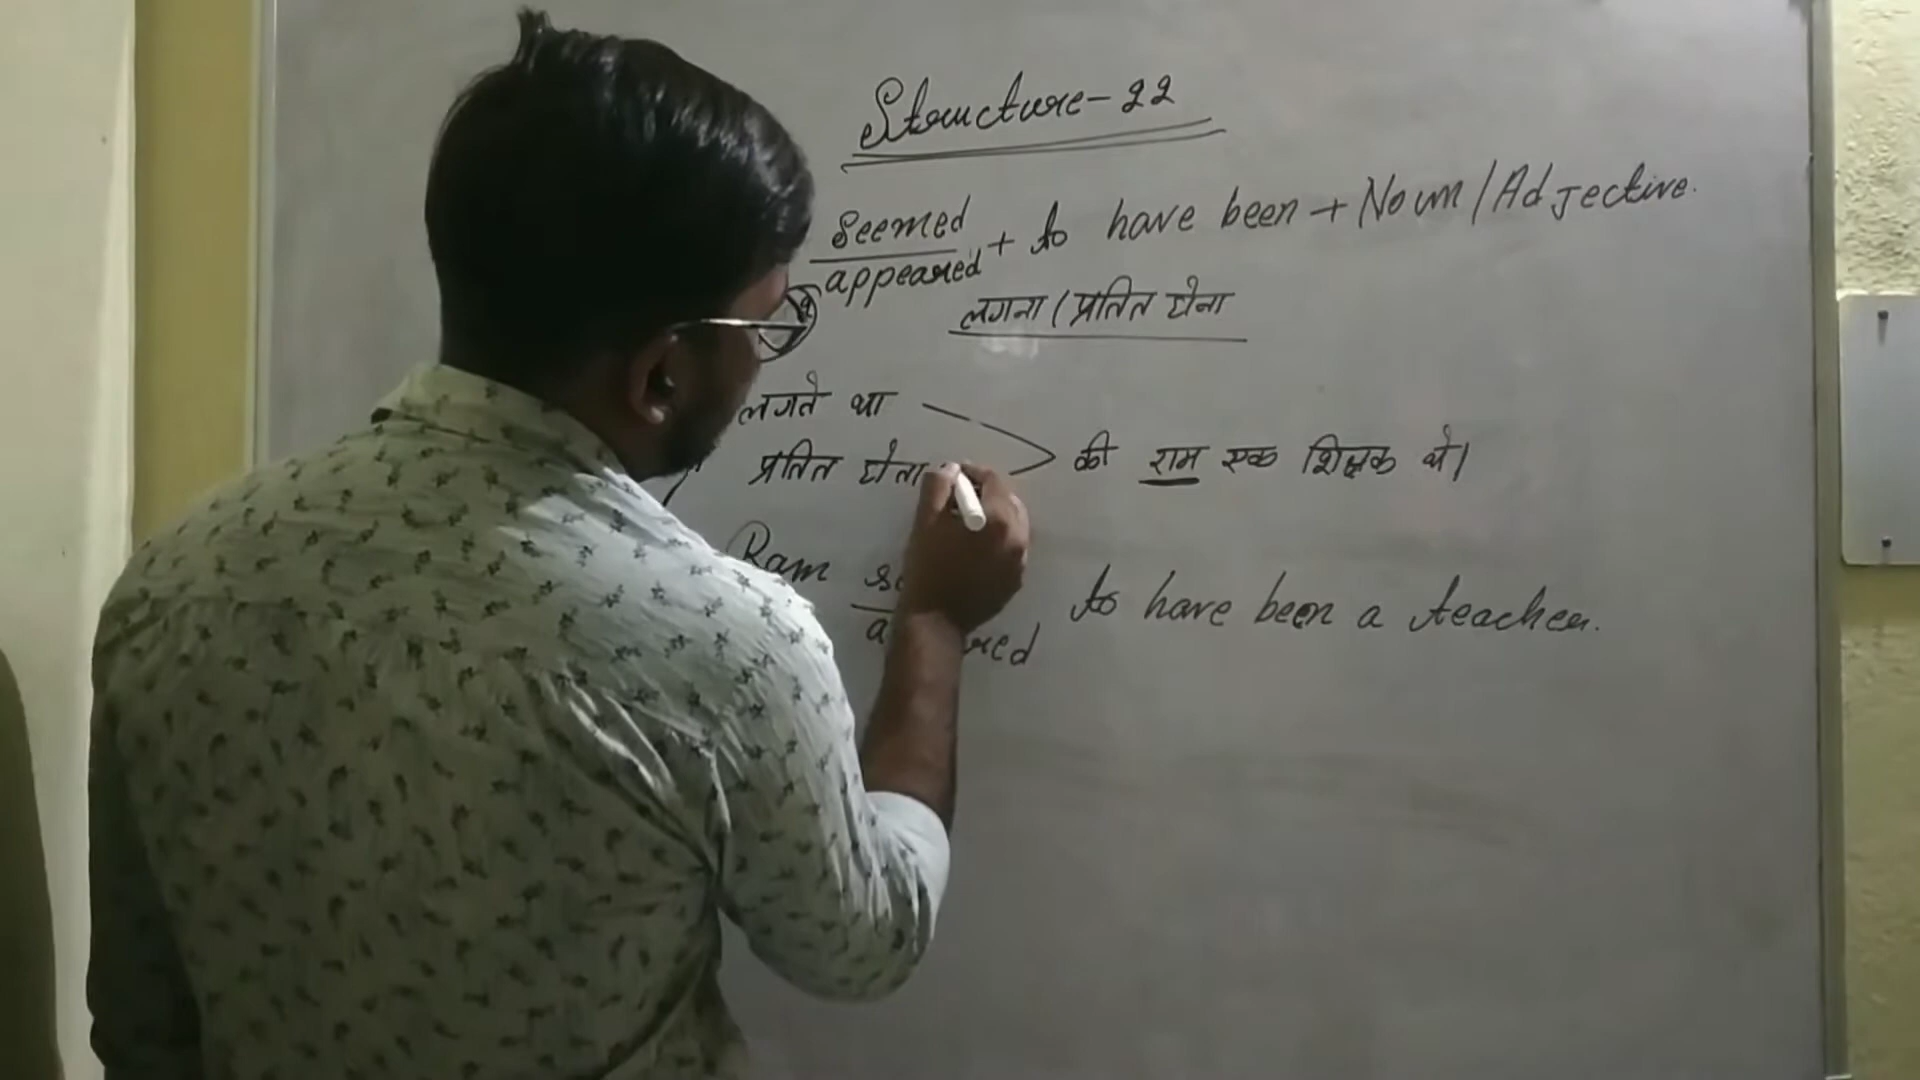 Structure-22
seemed
appeared + to have been + Noun/Adjective.
लगना (प्रतित होना
लगते था
प्रतित होता की राम एक शिक्षक थे।
Ram to have been a teacher.